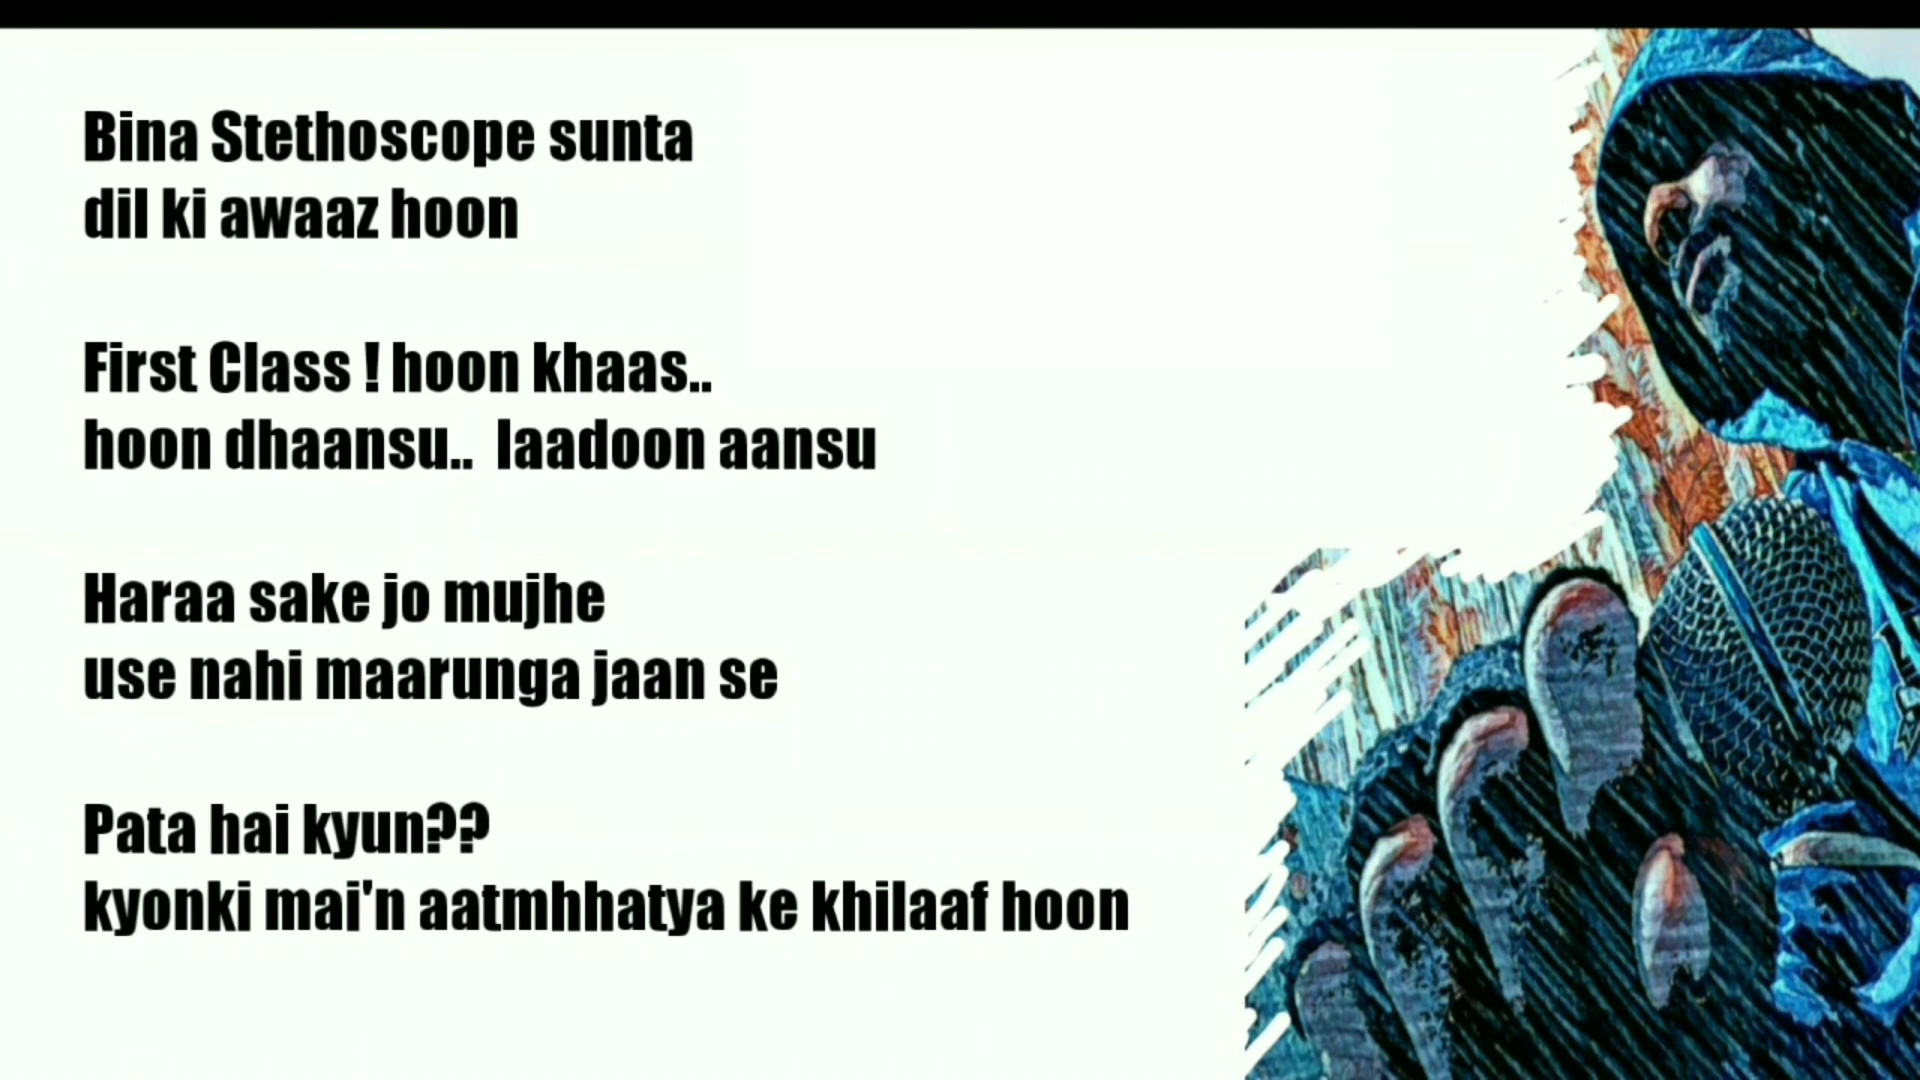 Bina Stethoscope sunta
dil ki awaaz hoon
First Class ! hoon khaas..
hoon dhaansu..  laadoon aansu
Haraa sake jo mujhe
use nahi maarunga jaan se
Pata hai kyun??
kyonki mai'n aatmhhatya ke khilaaf hoon